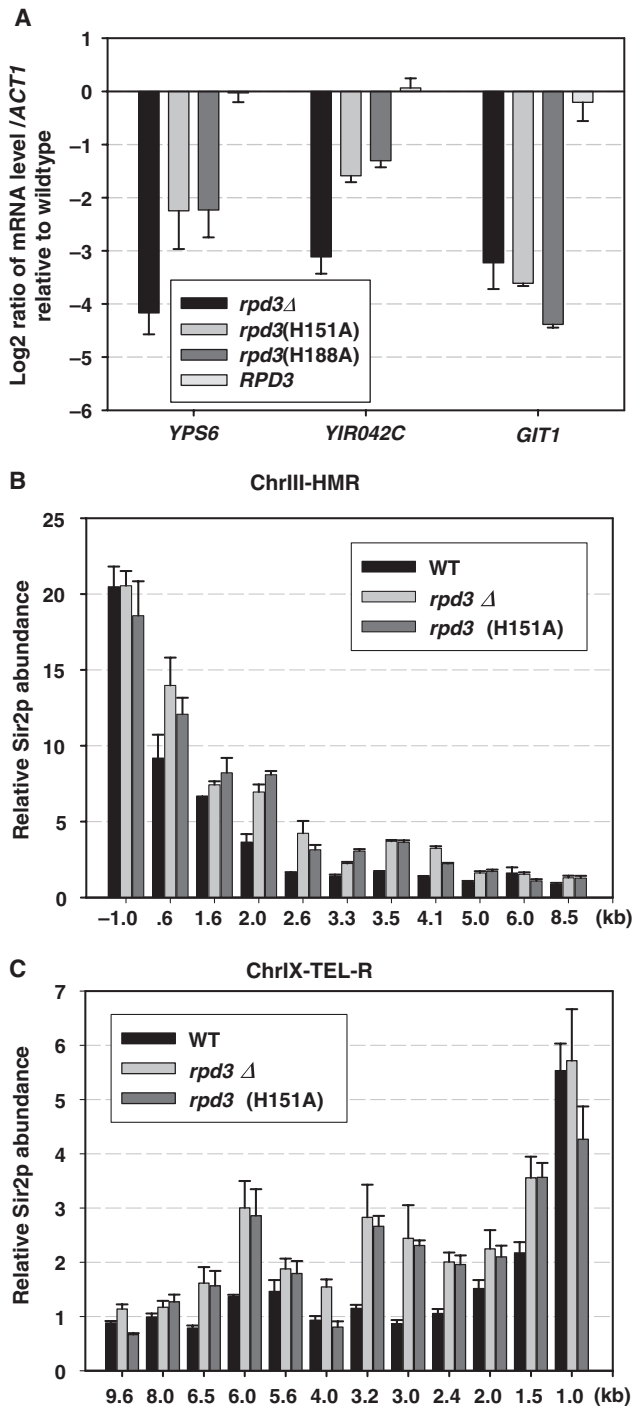 A
Log2 ratio of mRNA level /ACT1
relative to wildtype
1
0
−1
−2
−3
−4
−5
−6
rpd3Δ
rpd3(H151A)
rpd3(H188A)
RPD3
YPS6 YIR042C GIT1
B
ChrIII-HMR
Relative Sir2p abundance
25
20
15
10
5
0
WT
rpd3 Δ
rpd3 (H151A)
−1.0 .6 1.6 2.0 2.6 3.3 3.5 4.1 5.0 6.0 8.5 (kb)
C
ChrIX-TEL-R
Relative Sir2p abundance
7
6
5
4
3
2
1
0
WT
rpd3 Δ
rpd3 (H151A)
9.6 8.0 6.5 6.0 5.6 4.0 3.2 3.0 2.4 2.0 1.5 1.0 (kb)